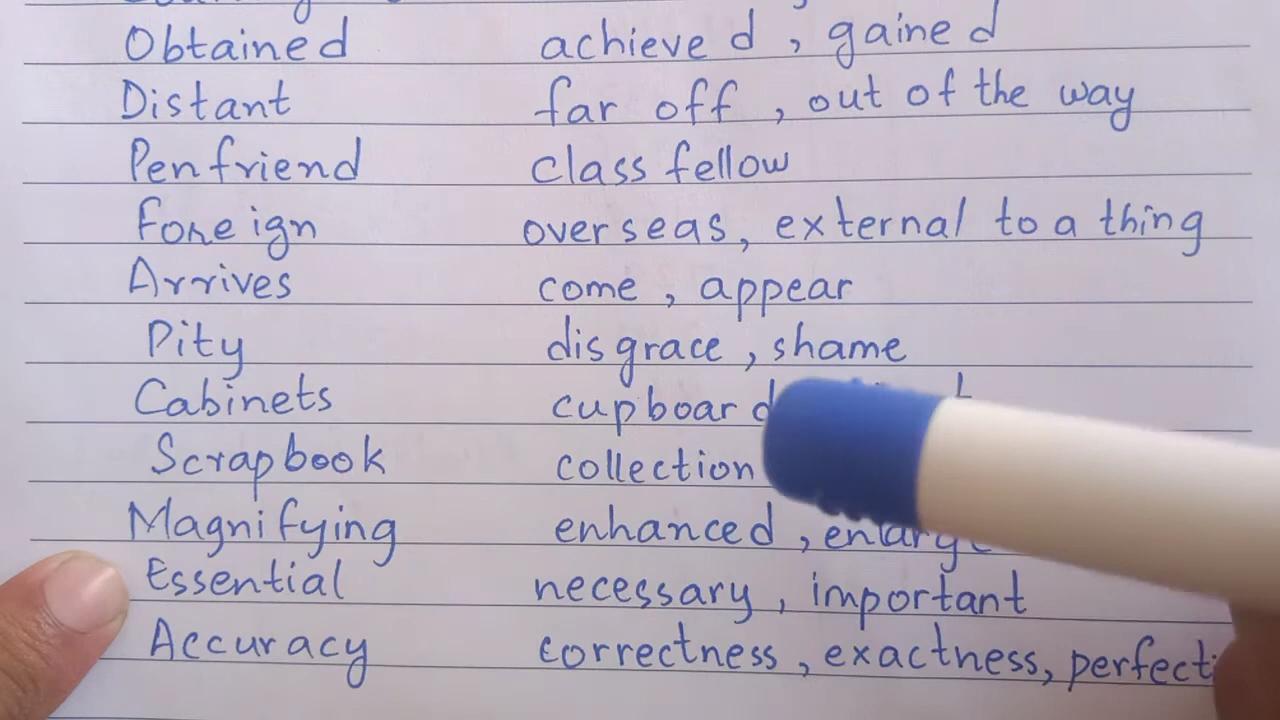 Obtained achieved, gained
Distant far off, out of the way
Penfriend class fellow
Foreign overseas, external to a thing
Arrives come, appear
Pity disgrace, shame
Cabinets cupboard
Scrapbook collection
Magnifying enhanced,
Essential necessary, important
Accuracy correctness, exactness,